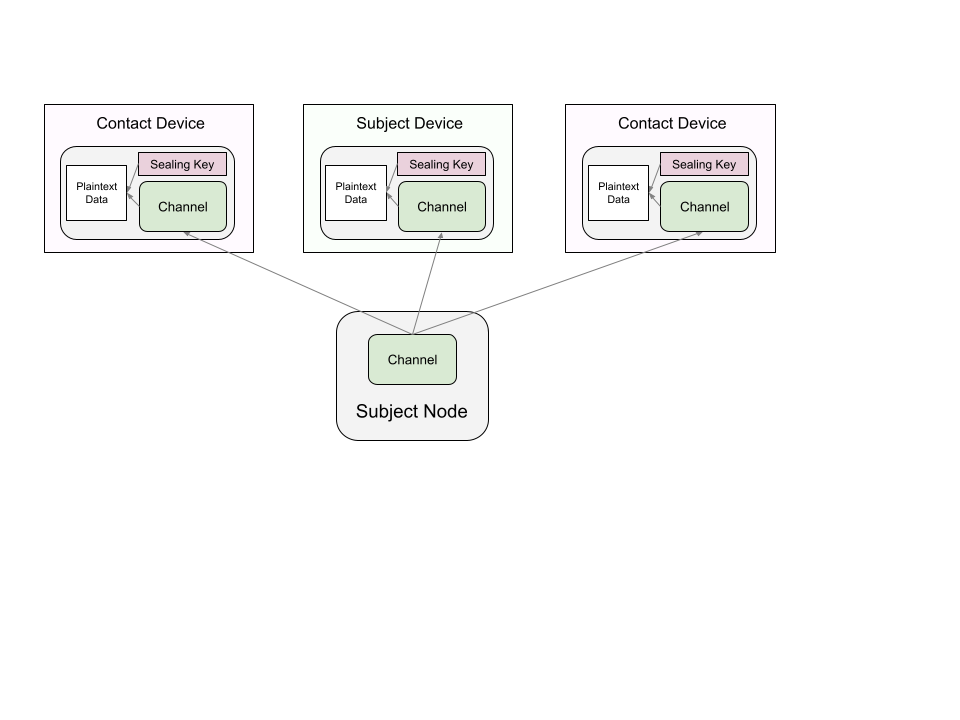 Contact Device
Sealing Key
Plaintext
Data
Channel
Subject Device
Sealing Key
Plaintext
Data
Channel
Contact Device
Sealing Key
Plaintext
Data
Channel
Channel
Subject Node